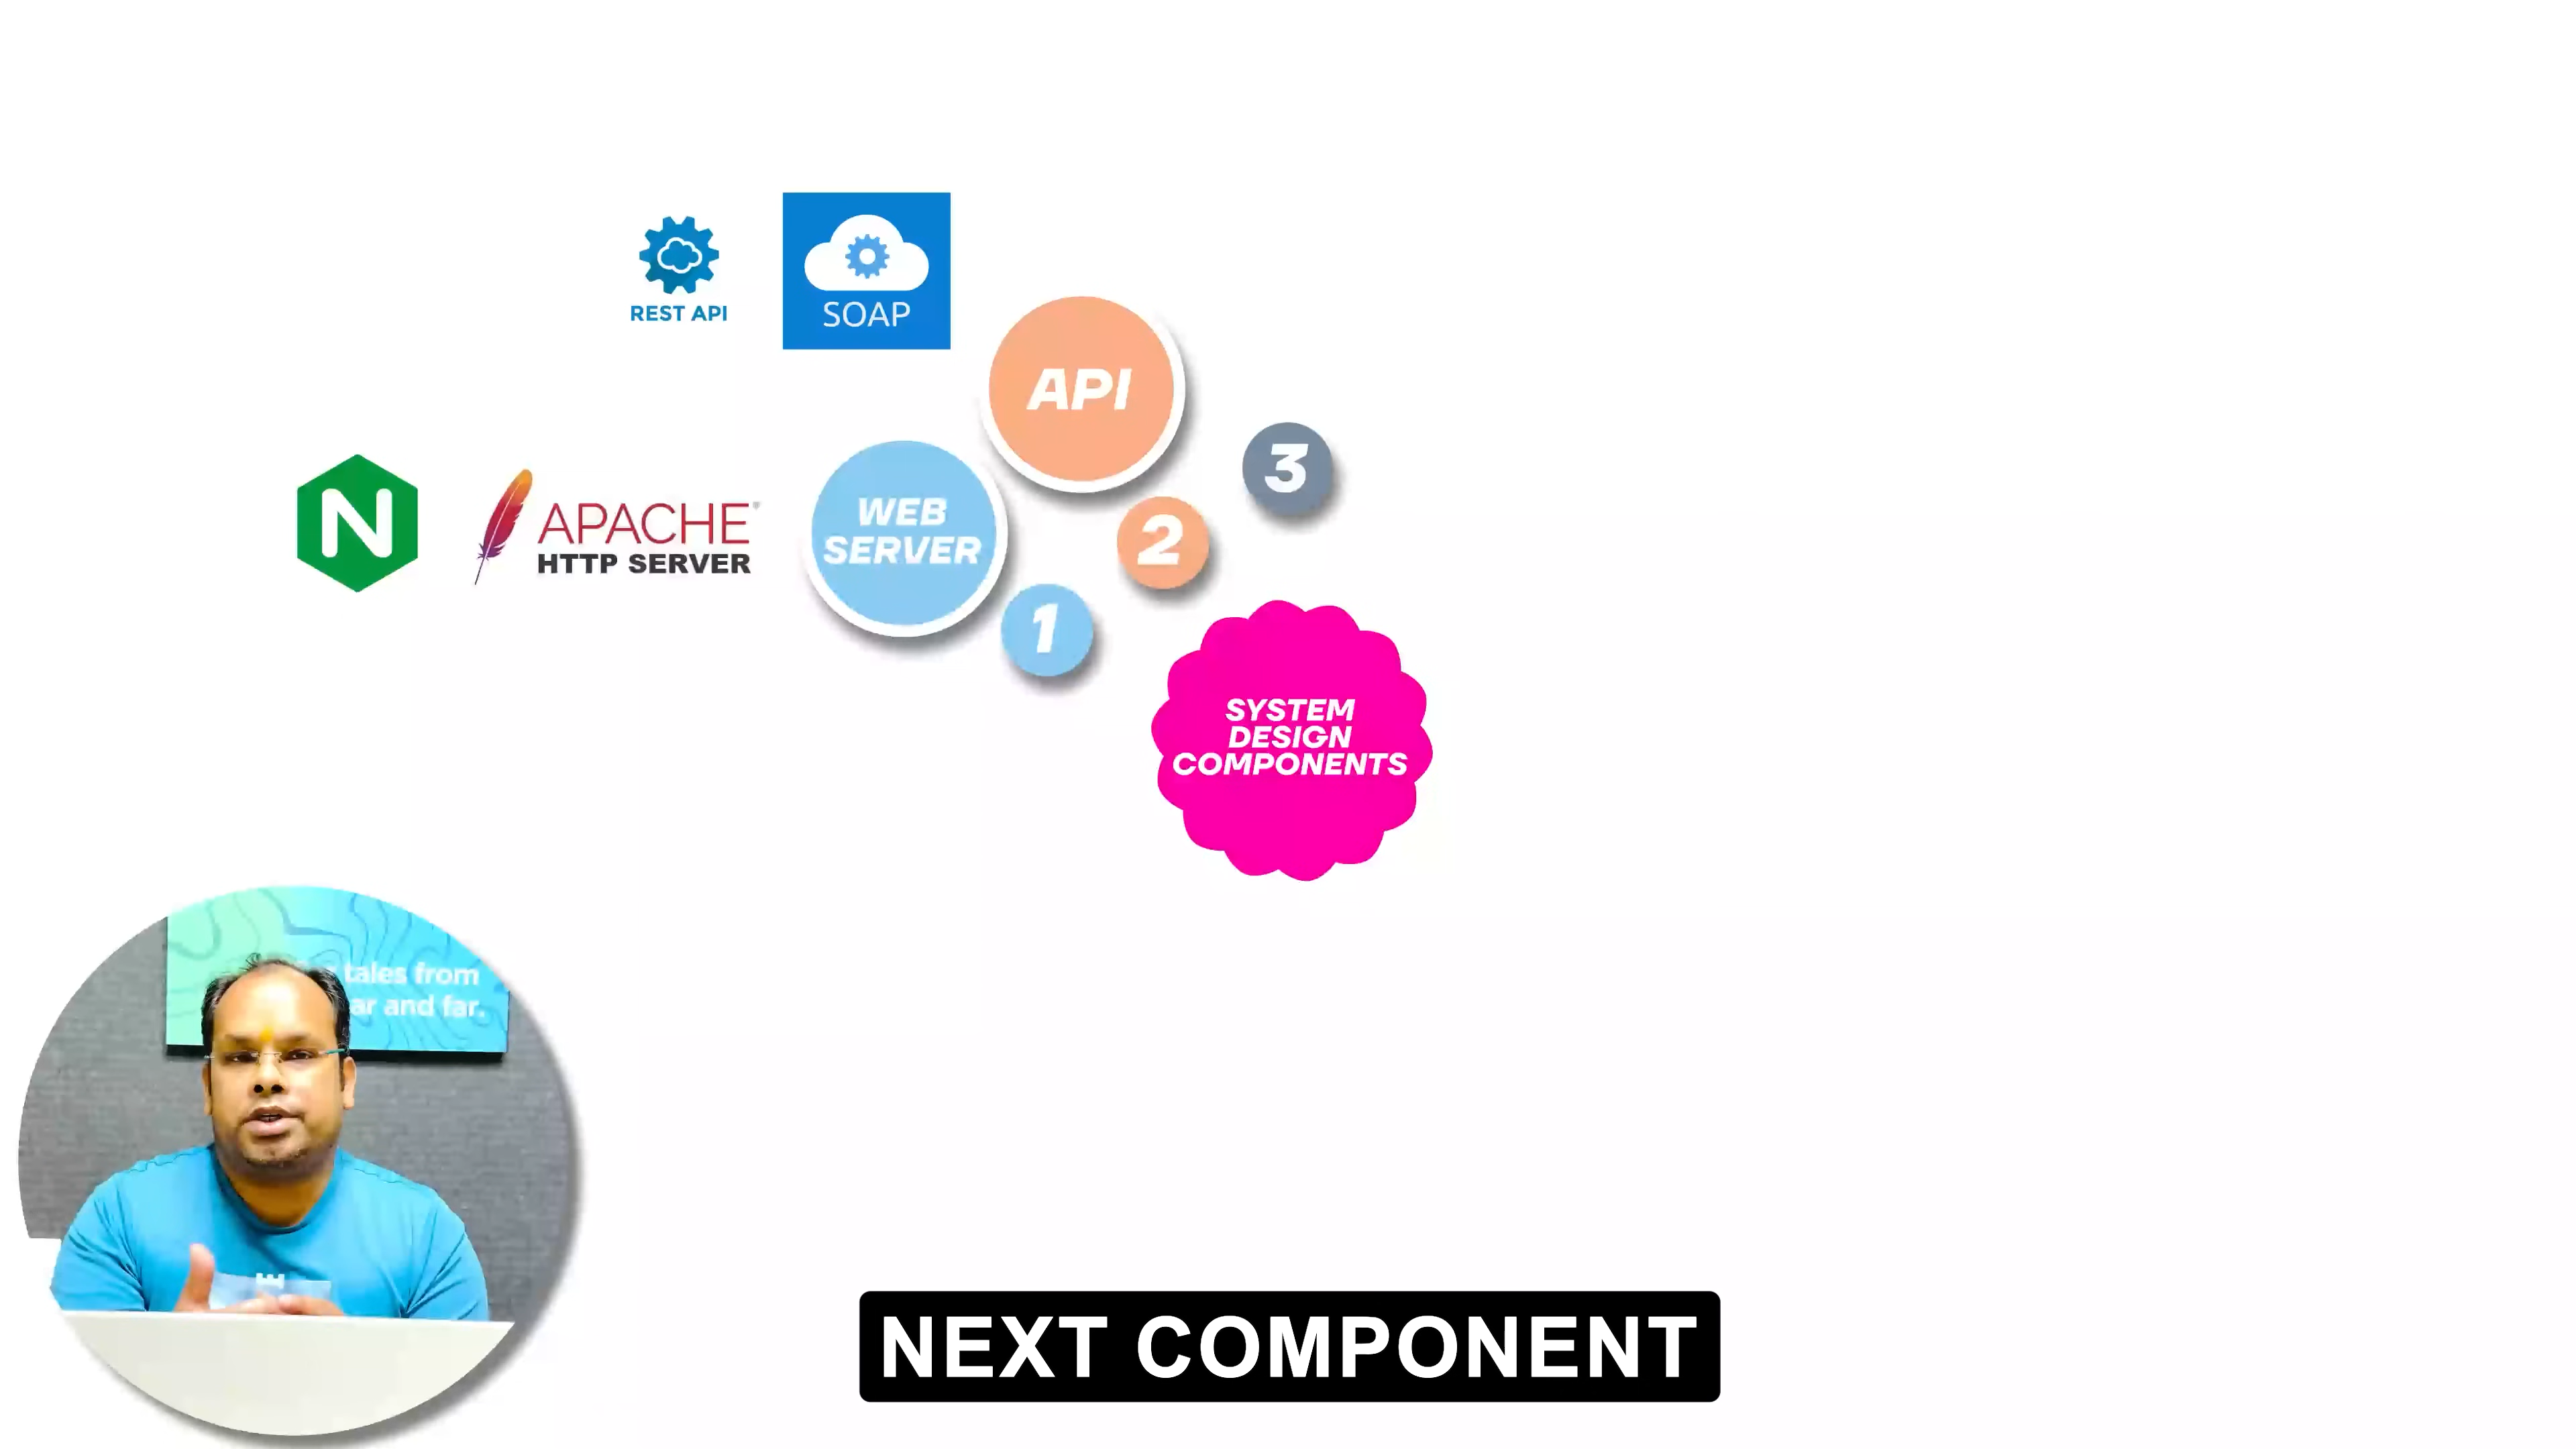 REST API
SOAP
API
3
N
APACHE®
HTTP SERVER
WEB
SERVER
2
1
SYSTEM
DESIGN
COMPONENTS
tales from
ar and far.
NEXT COMPONENT